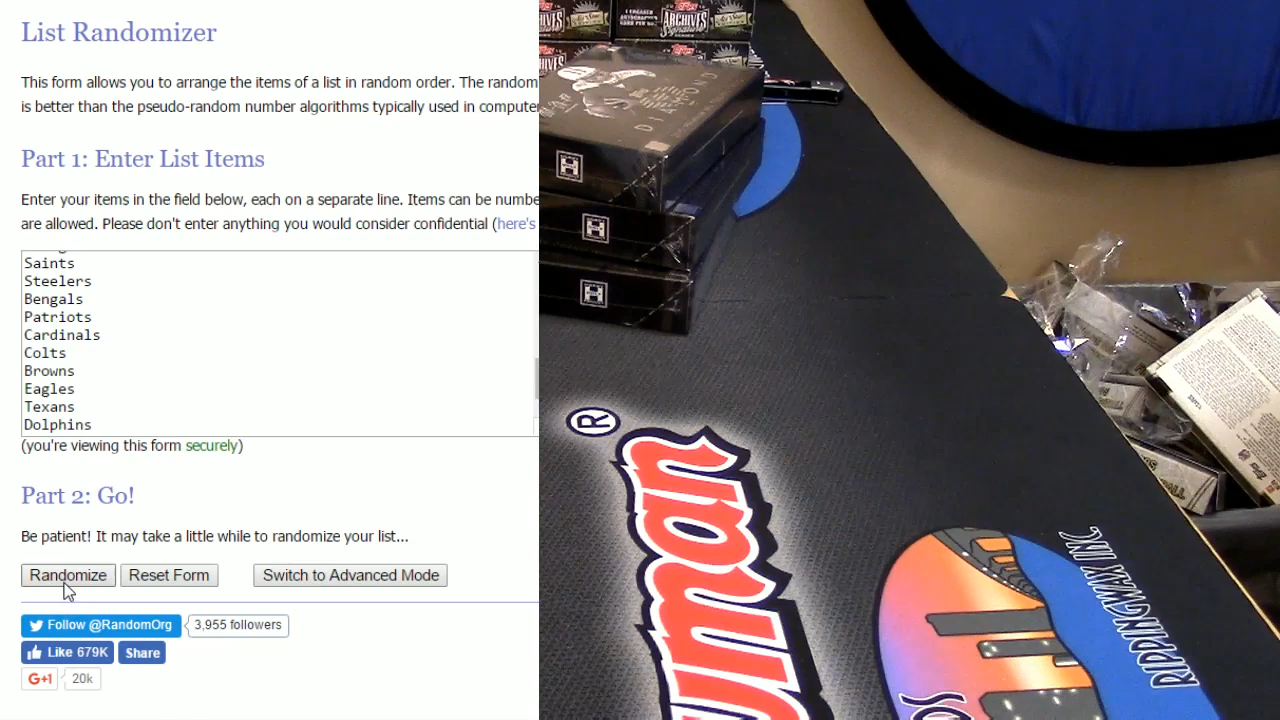 List Randomizer
This form allows you to arrange the items of a list in random order. The random
is better than the pseudo-random number algorithms typically used in compute
Part 1: Enter List Items
Enter your items in the field below, each on a separate line. Items can be numbe
are allowed. Please don't enter anything you would consider confidential (here's
Saints
Steelers
Bengals
Patriots
Cardinals
Colts
Browns
Eagles
Texans
Dolphins
(you're viewing this form securely)
Part 2: Go!
Be patient! It may take a little while to randomize your list...
Randomize Reset Form Switch to Advanced Mode
Follow @RandomOrg 3,955 followers
Like 679K Share
G+1 20k
Topps
ARCHIVES
Signature
DIAMOND
H
H
H
®
yman
RIPPINGWAX INC.